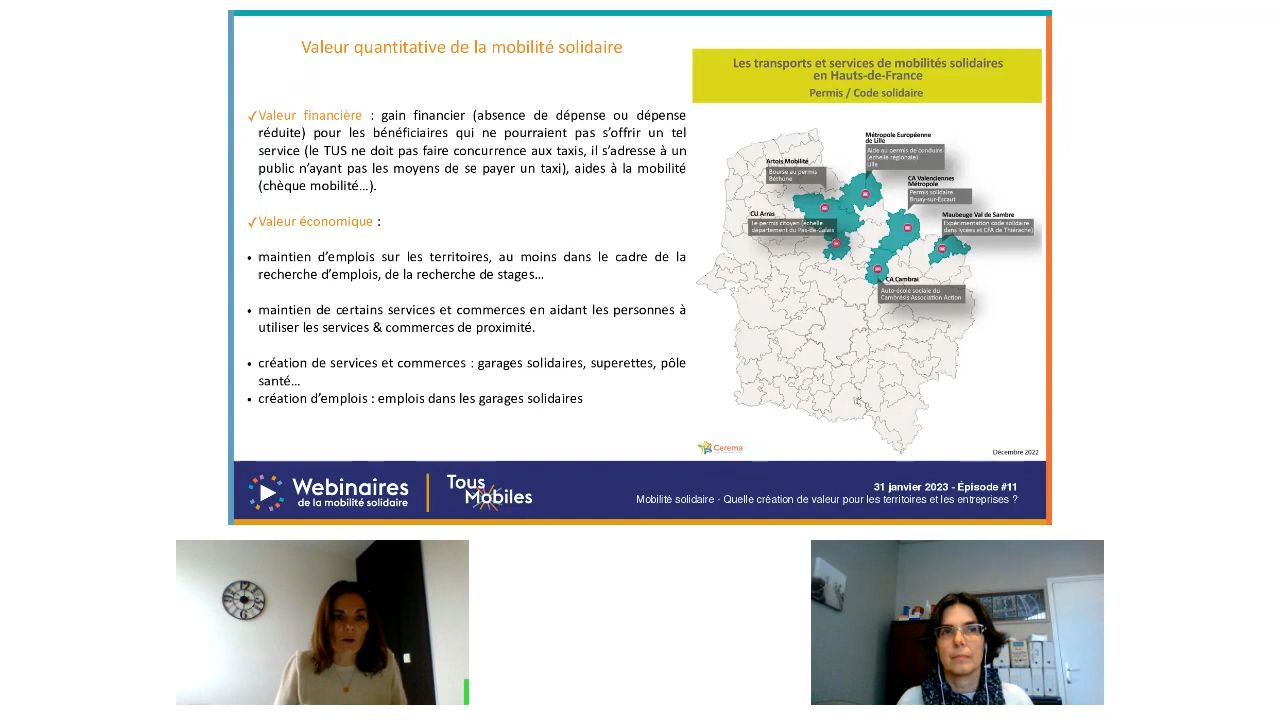 Valeur quantitative de la mobilité solidaire
✓Valeur financière : gain financier (absence de dépense ou dépense
réduite) pour les bénéficiaires qui ne pourraient pas s’offrir un tel
service (le TUS ne doit pas faire concurrence aux taxis, il s’adresse à un
public n’ayant pas les moyens de se payer un taxi), aides à la mobilité
(chèque mobilité…).
✓Valeur économique :
• maintien d’emplois sur les territoires, au moins dans le cadre de la
recherche d’emplois, de la recherche de stages…
• maintien de certains services et commerces en aidant les personnes à
utiliser les services & commerces de proximité.
• création de services et commerces : garages solidaires, superettes, pôle
santé…
• création d’emplois : emplois dans les garages solidaires
Les transports et services de mobilités solidaires
en Hauts-de-France
Permis / Code solidaire
Métropole Européenne
de Lille
Aide au permis de conduire
(échelle régionale)
Lille
Artois Mobilité
Bourse au permis
Béthune
CA Valenciennes
Métropole
Permis solidaire
Bruay-sur-Escaut
CU Arras
Le permis citoyen (échelle
département du Pas-de-Calais
Maubeuge Val de Sambre
Expérimentation code solidaire
dans lycées et CFA de Thiérache)
CA Cambrai
Auto-école sociale du
Cambrésis Association Action
Cerema
Décembre 2022
Webinaires
de la mobilité solidaire
Tous
Mobiles
31 janvier 2023 - Épisode #11
Mobilité solidaire - Quelle création de valeur pour les territoires et les entreprises ?